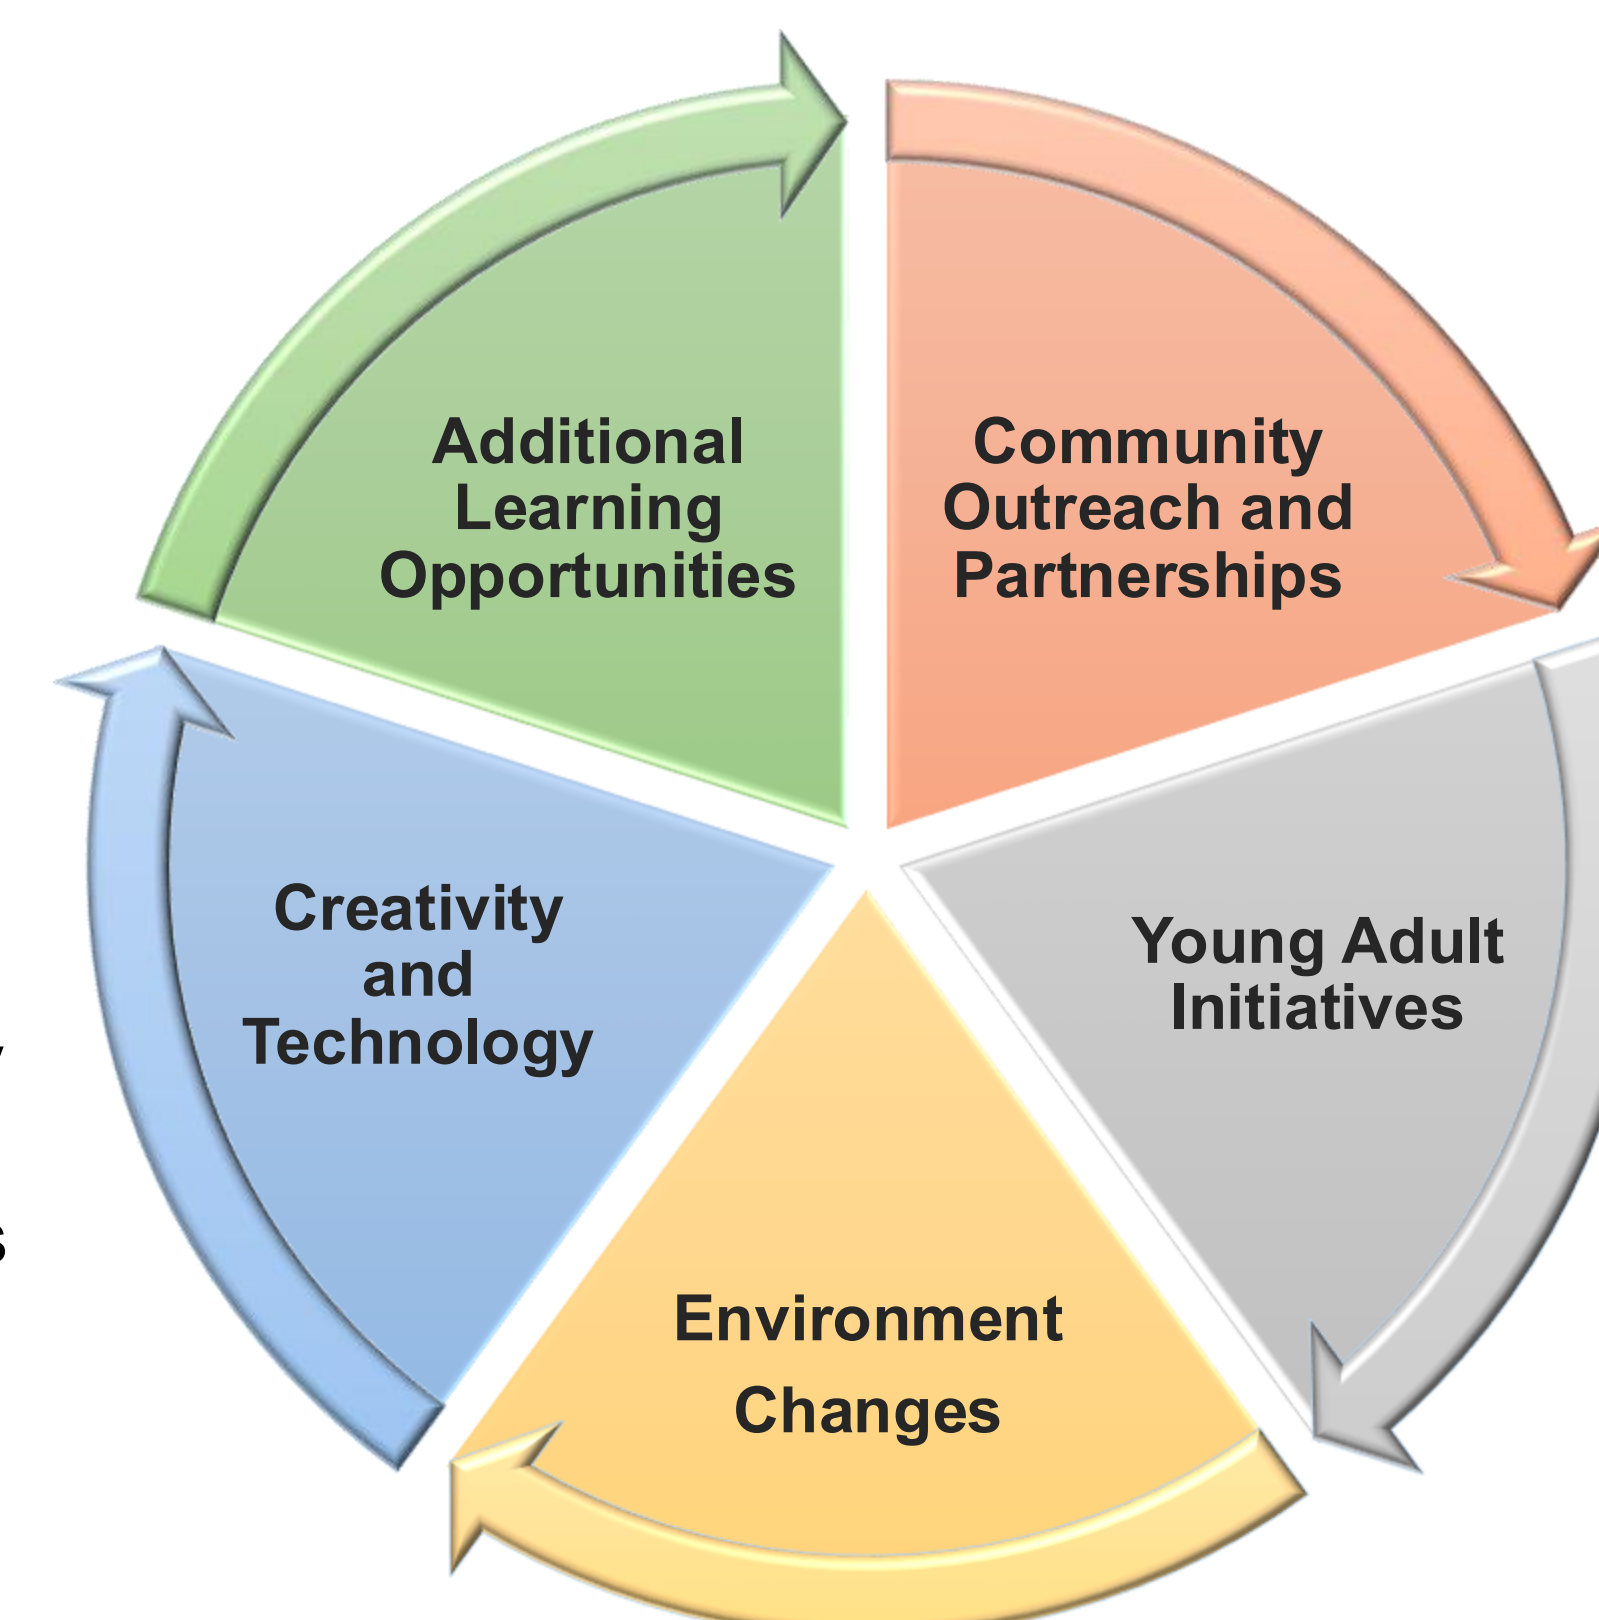 Additional
Learning
Opportunities
Community
Outreach and
Partnerships
Creativity
and
Technology
Young Adult
Initiatives
Environment
Changes